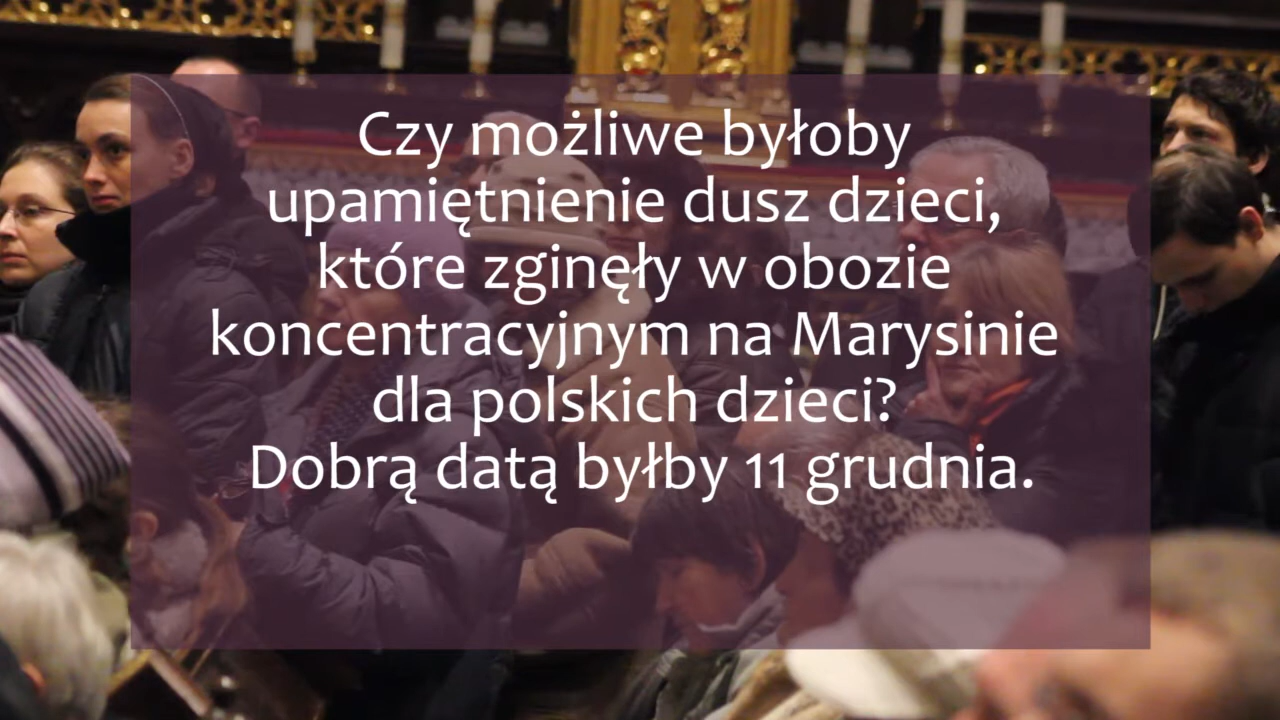 Czy możliwe byłoby
upamiętnienie dusz dzieci,
które zginęły w obozie
koncentracyjnym na Marysinie
dla polskich dzieci?
Dobrą datą byłby 11 grudnia.